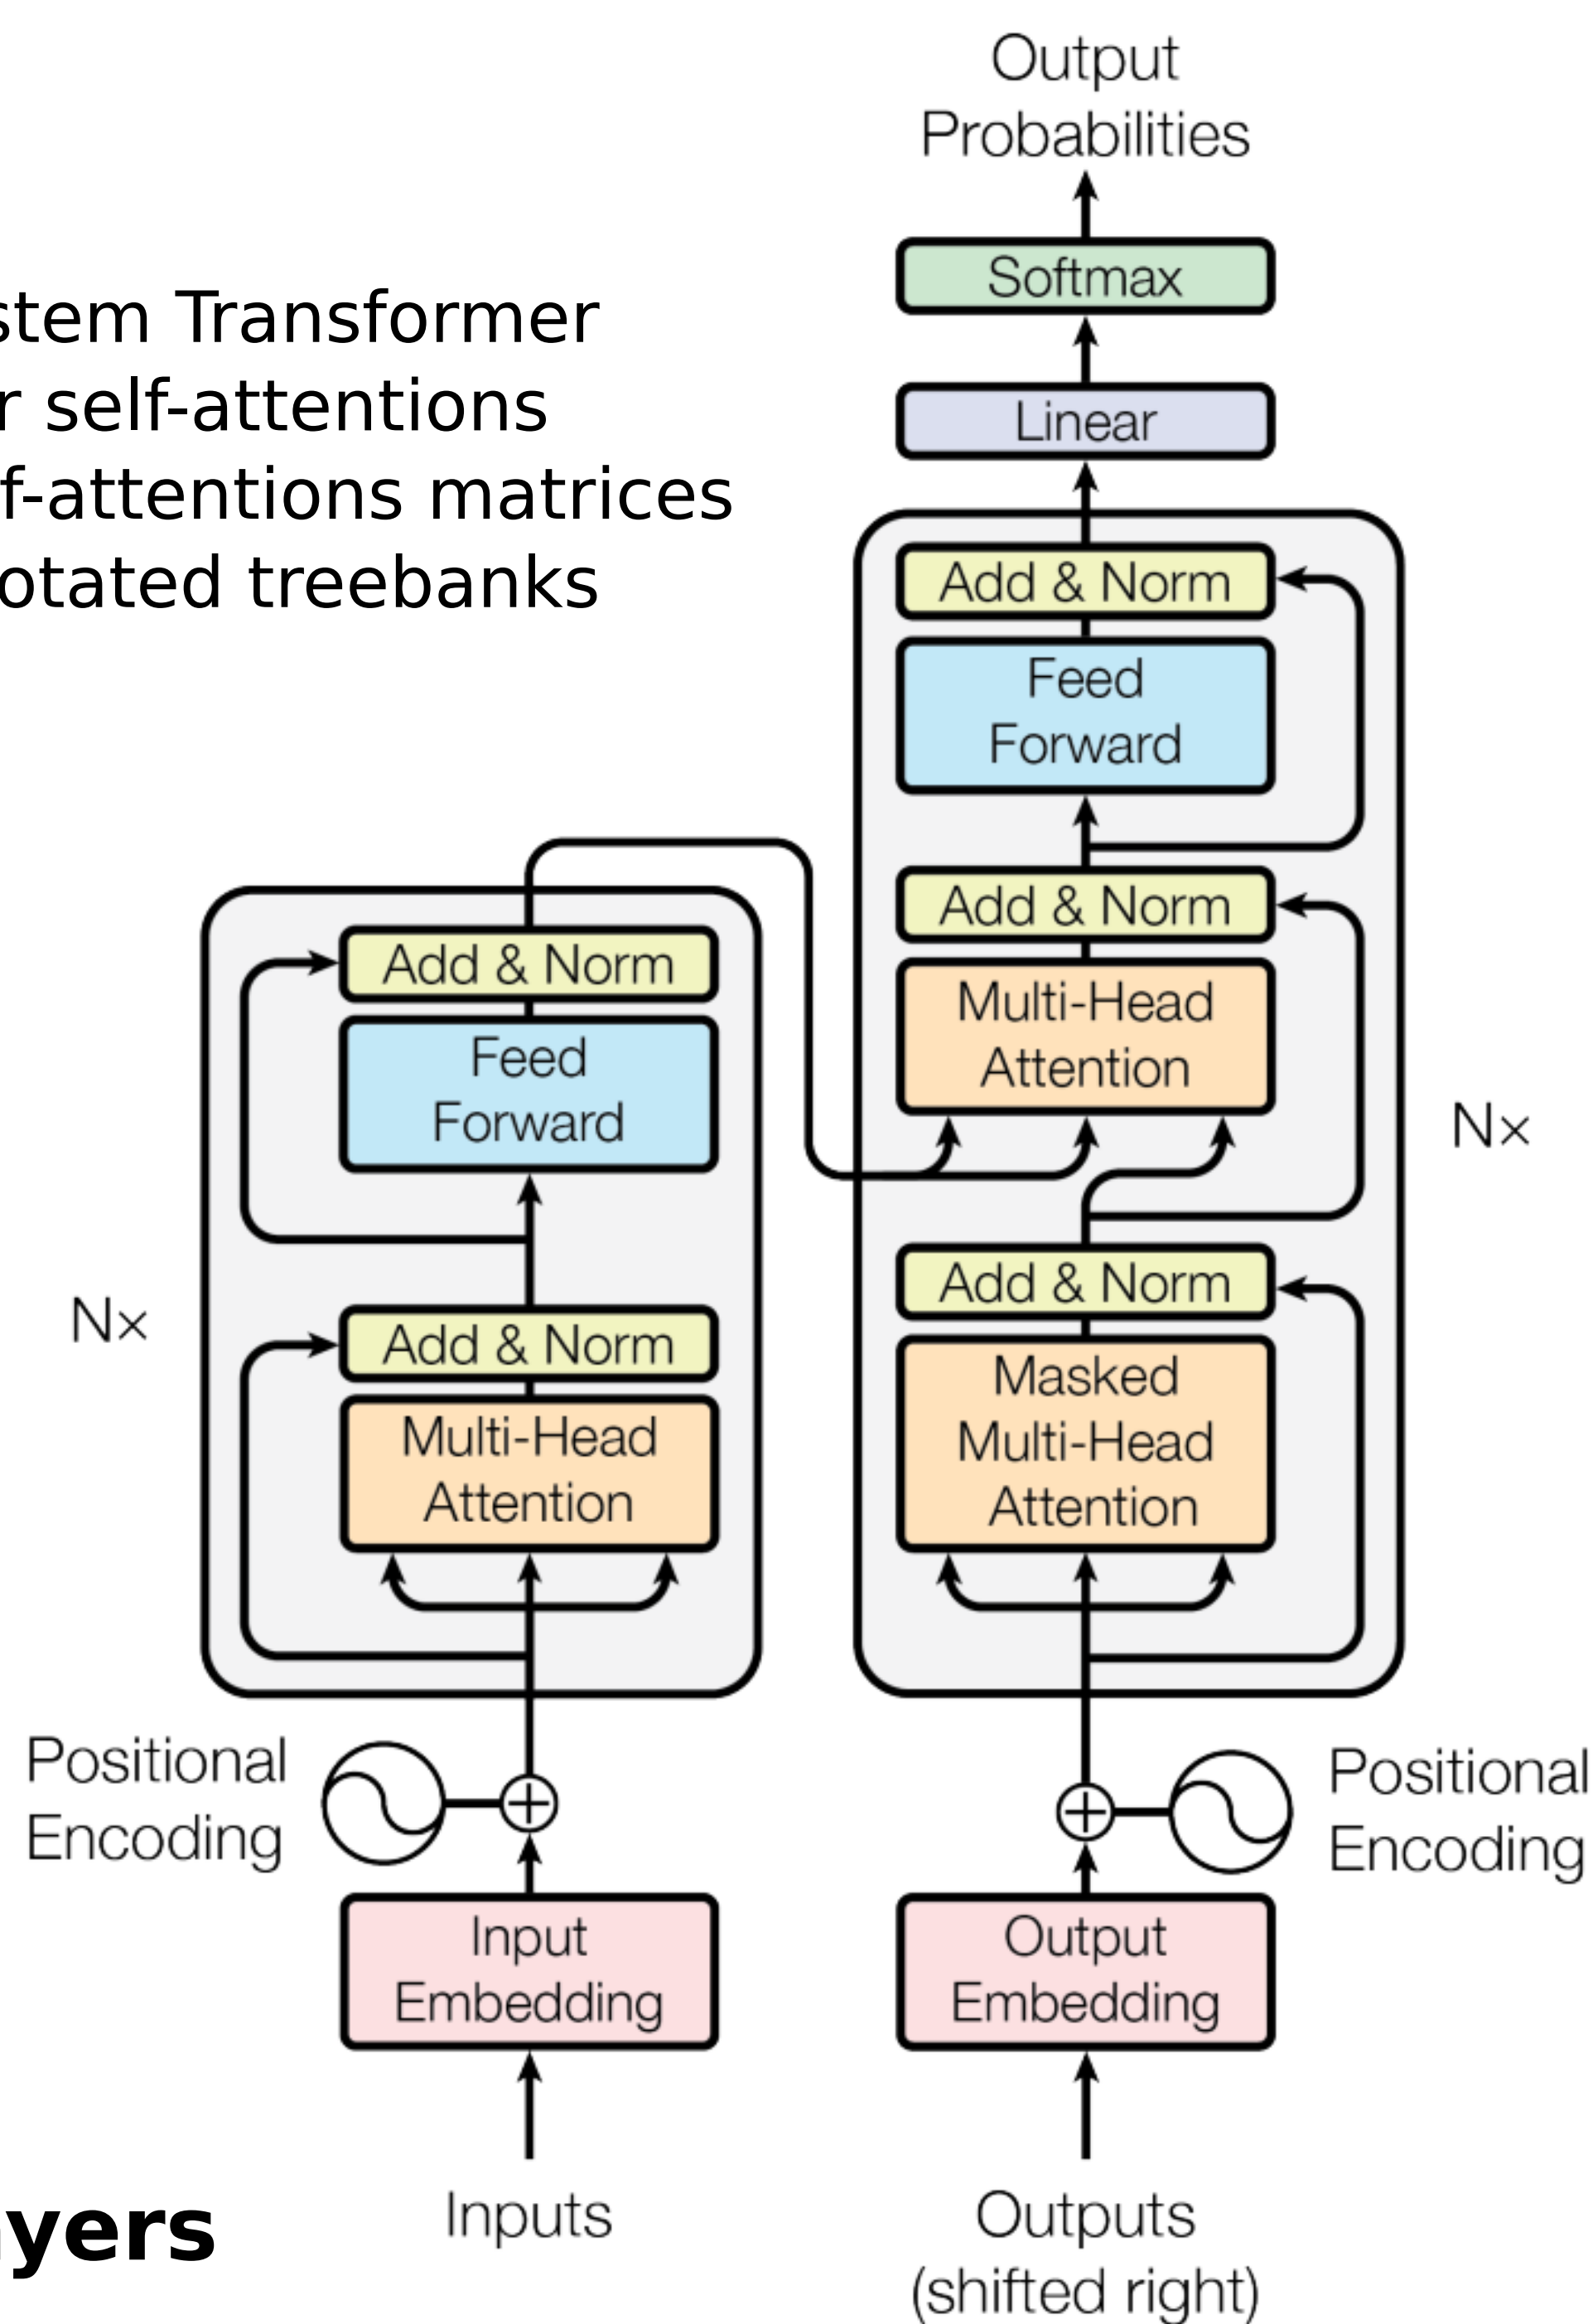 stem Transformer
r self-attentions
f-attentions matrices
otated treebanks
yers
Output
Probabilities
Softmax
Linear
Add & Norm
Feed
Forward
Add & Norm
Multi-Head
Attention
Nx
Add & Norm
Masked
Multi-Head
Attention
Add & Norm
Feed
Forward
Nx
Add & Norm
Multi-Head
Attention
Positional
Encoding
Positional
Encoding
Input
Embedding
Output
Embedding
Inputs
Outputs
(shifted right)